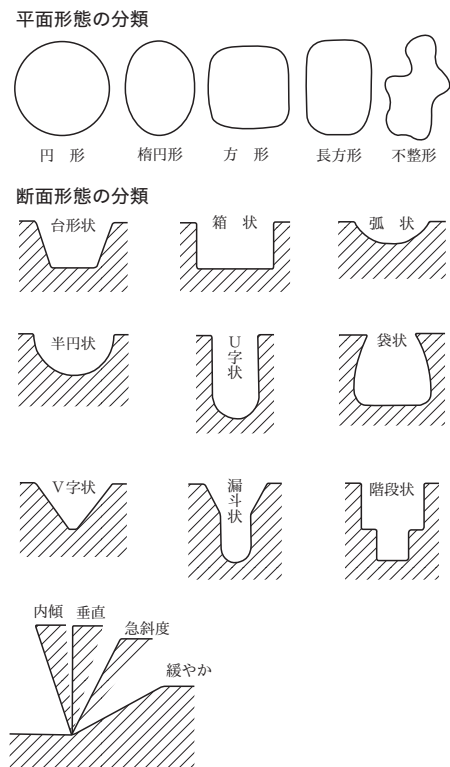 平面形態の分類
円 形 楕円形 方 形 長方形 不整形
断面形態の分類
台形状 箱 状 弧 状
半円状 U字状 袋状
V字状 漏斗状 階段状
内傾 垂直
急斜度
緩やか